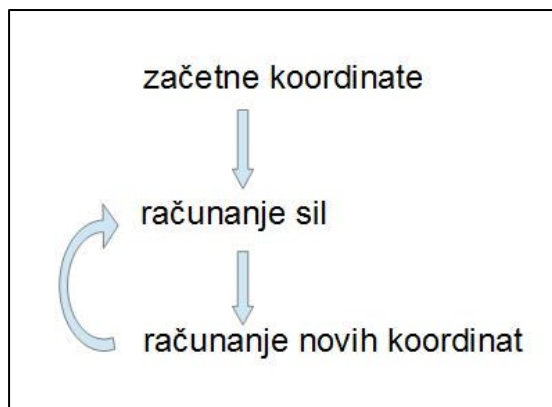 začetne koordinate
računanje sil
računanje novih koordinat